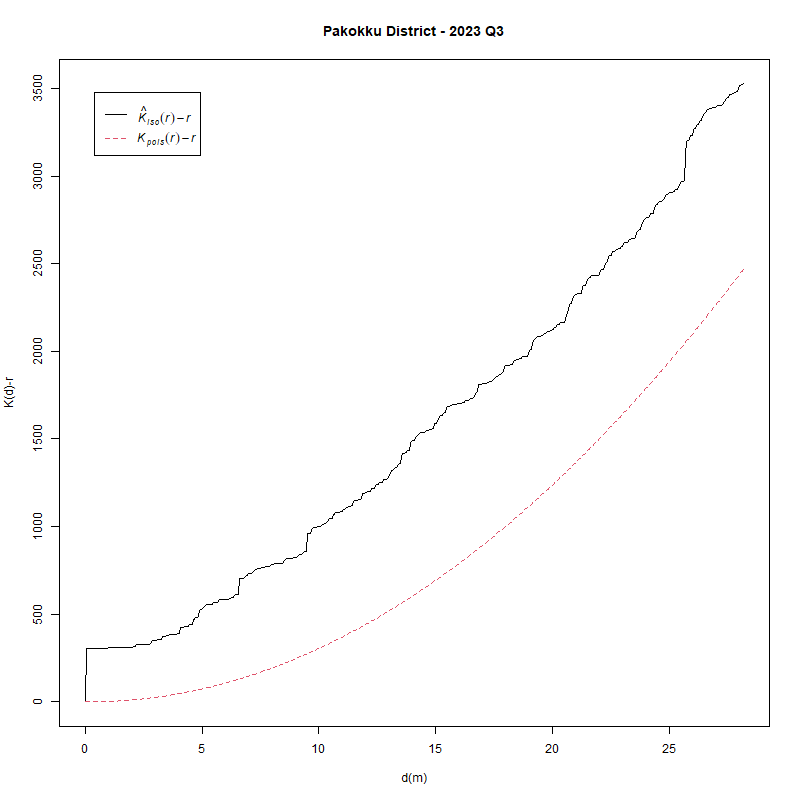 Pakokku District - 2023 Q3
K̂iso(r) − r
Kpois(r) − r
K(d)-r
3500
3000
2500
2000
1500
1000
500
0
0 5 10 15 20 25
d(m)